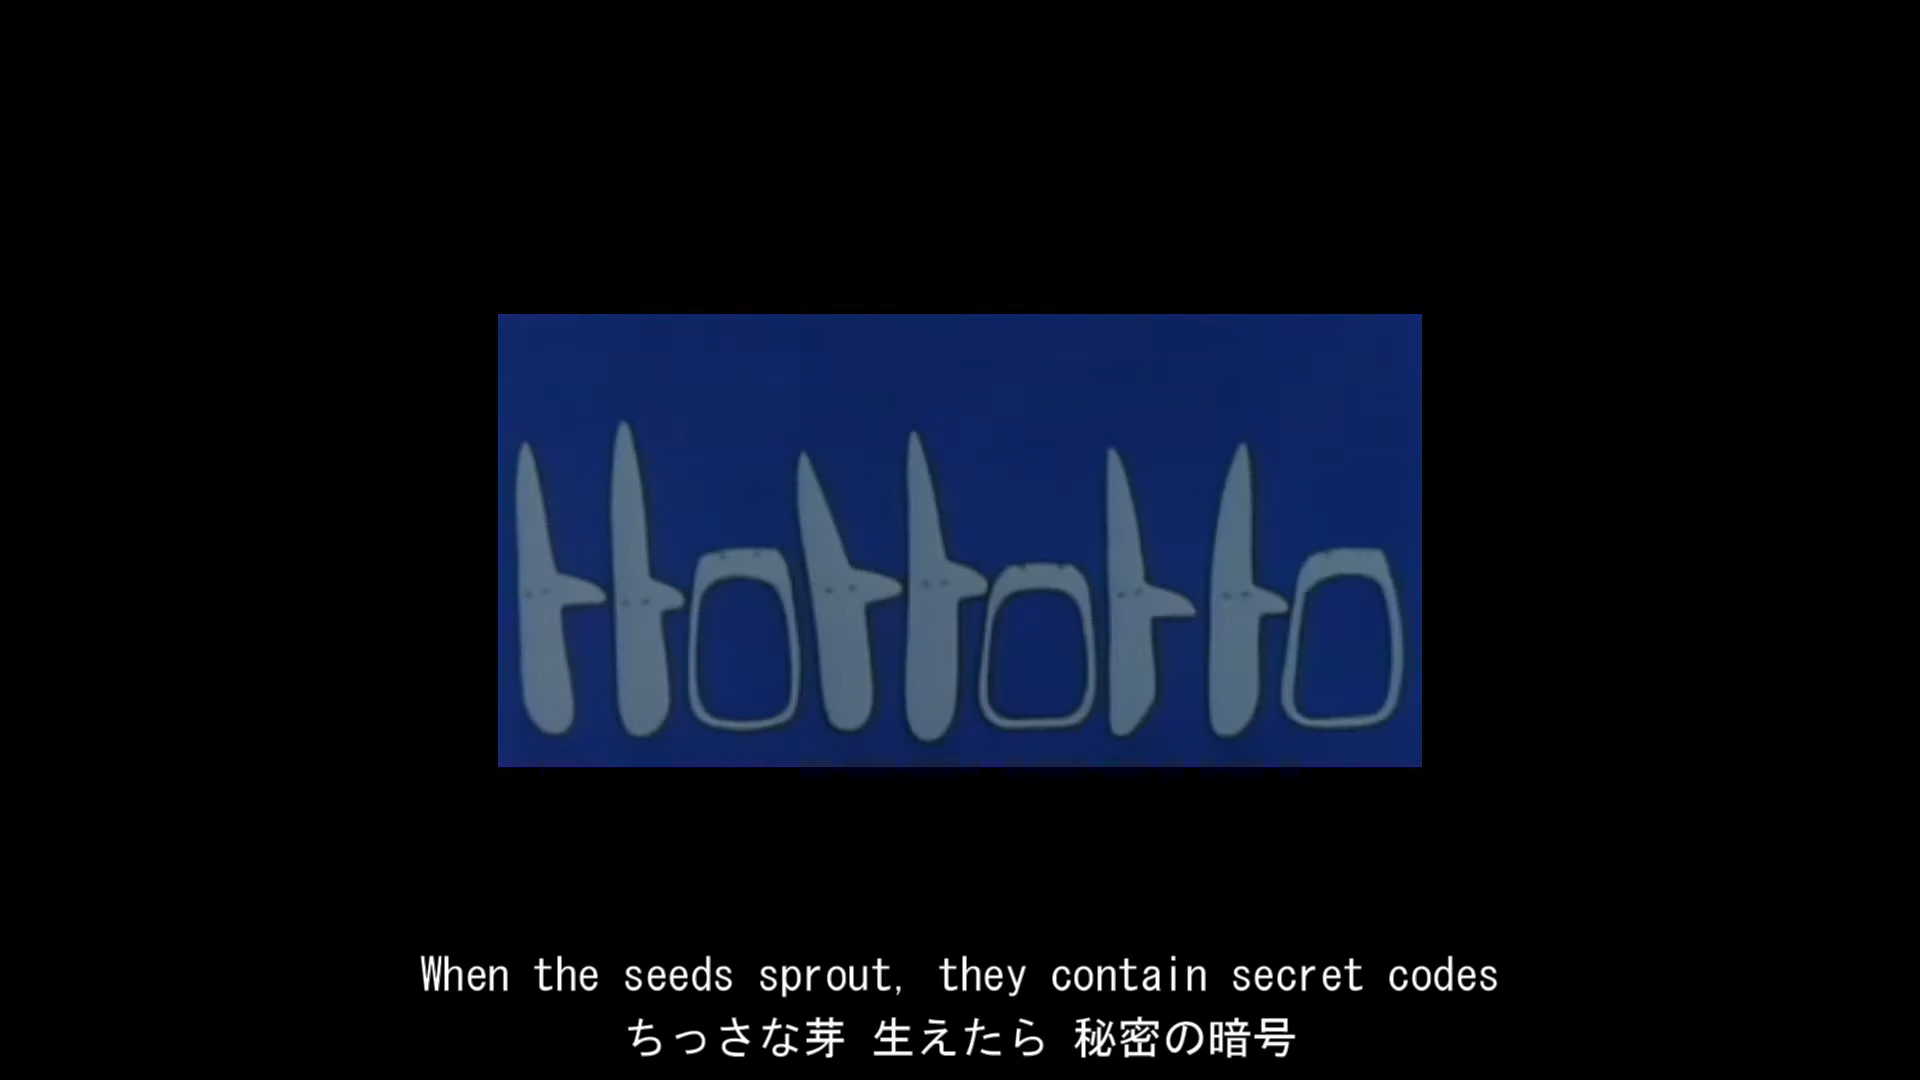 HoHoHo
When the seeds sprout, they contain secret codes
ちっさな芽 生えたら 秘密の暗号